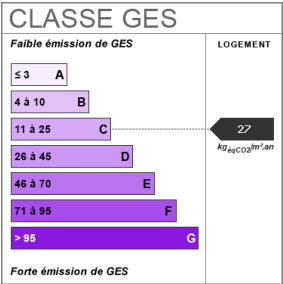 CLASSE GES
Faible émission de GES
LOGEMENT
≤ 3 A
4 à 10 B
11 à 25 C
27
kgéqCO2/m².an
26 à 45 D
46 à 70 E
71 à 95 F
> 95 G
Forte émission de GES